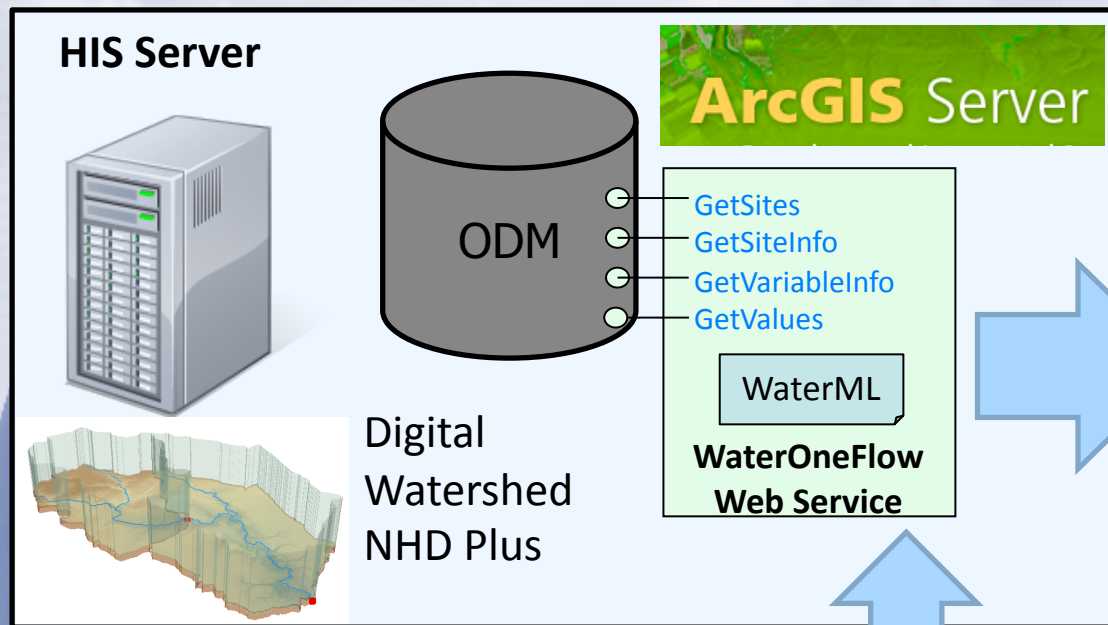 HIS Server
ArcGIS Server
ODM
GetSites
GetSiteInfo
GetVariableInfo
GetValues
WaterML
WaterOneFlow
Web Service
Digital
Watershed
NHD Plus